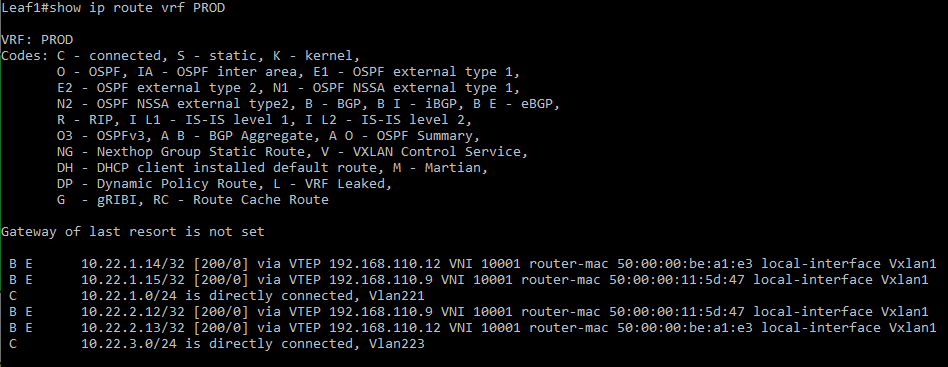 Leaf1#show ip route vrf PROD

VRF: PROD
Codes: C - connected, S - static, K - kernel,
       O - OSPF, IA - OSPF inter area, E1 - OSPF external type 1,
       E2 - OSPF external type 2, N1 - OSPF NSSA external type 1,
       N2 - OSPF NSSA external type2, B - BGP, B I - iBGP, B E - eBGP,
       R - RIP, I L1 - IS-IS level 1, I L2 - IS-IS level 2,
       O3 - OSPFv3, A B - BGP Aggregate, A O - OSPF Summary,
       NG - Nexthop Group Static Route, V - VXLAN Control Service,
       DH - DHCP client installed default route, M - Martian,
       DP - Dynamic Policy Route, L - VRF Leaked,
       G  - gRIBI, RC - Route Cache Route

Gateway of last resort is not set

 B E      10.22.1.14/32 [200/0] via VTEP 192.168.110.12 VNI 10001 router-mac 50:00:00:be:a1:e3 local-interface Vxlan1
 B E      10.22.1.15/32 [200/0] via VTEP 192.168.110.9 VNI 10001 router-mac 50:00:00:11:5d:47 local-interface Vxlan1
 C        10.22.1.0/24 is directly connected, Vlan221
 B E      10.22.2.12/32 [200/0] via VTEP 192.168.110.9 VNI 10001 router-mac 50:00:00:11:5d:47 local-interface Vxlan1
 B E      10.22.2.13/32 [200/0] via VTEP 192.168.110.12 VNI 10001 router-mac 50:00:00:be:a1:e3 local-interface Vxlan1
 C        10.22.3.0/24 is directly connected, Vlan223